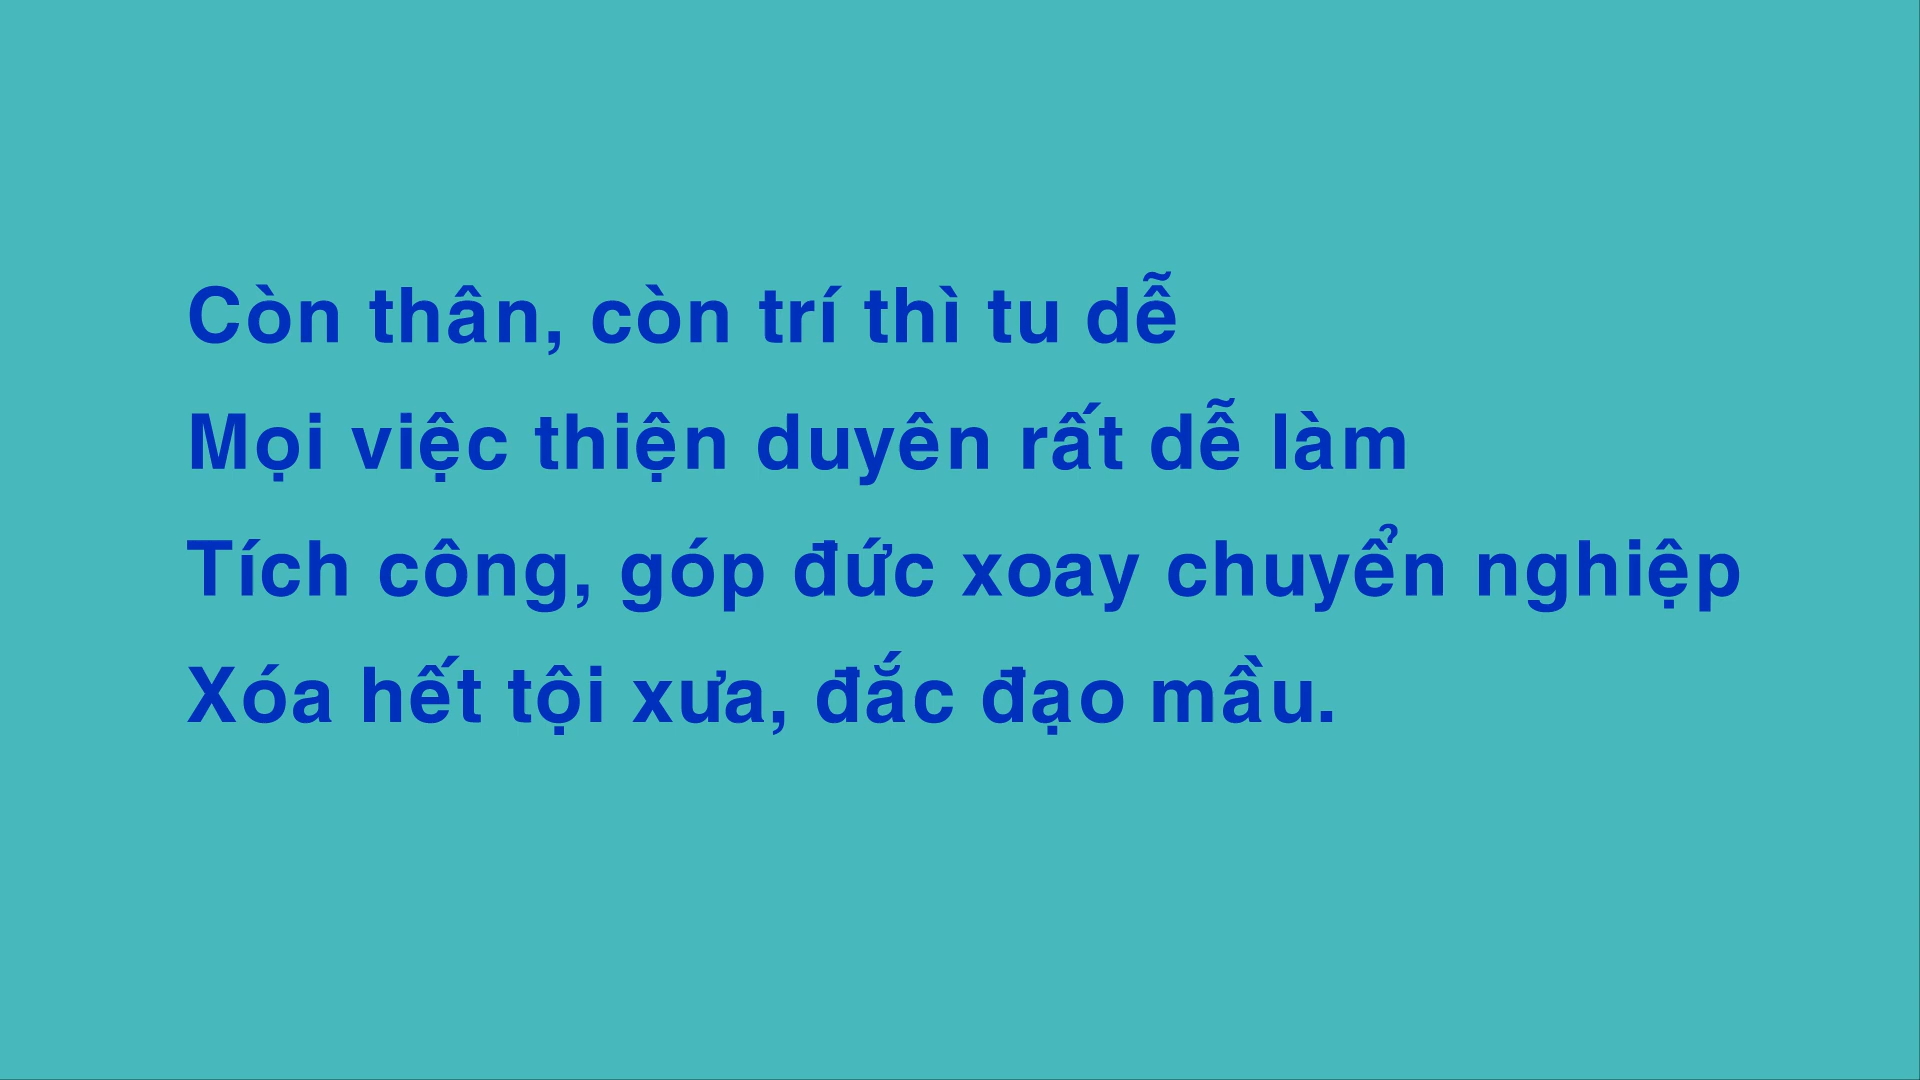 Còn thân, còn trí thì tu dễ
Mọi việc thiện duyên rất dễ làm
Tích công, góp đức xoay chuyển nghiệp
Xóa hết tội xưa, đắc đạo mầu.